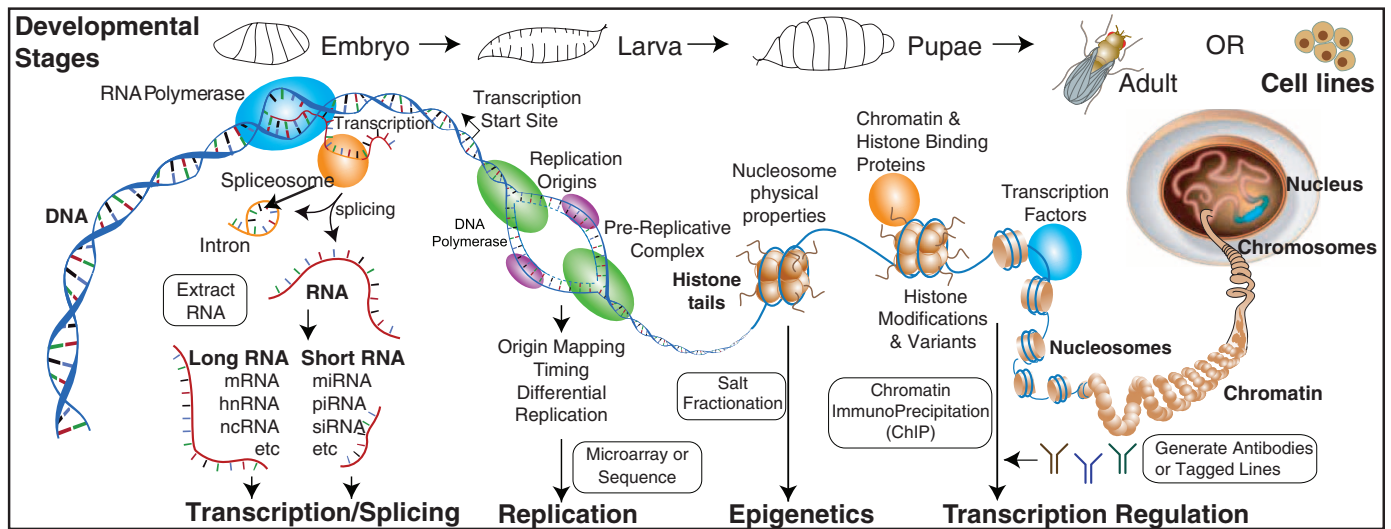 Developmental
Stages
Embryo
Larva
Pupae
Adult
OR
Cell lines
RNA Polymerase
Transcription
Transcription
Start Site
Spliceosome
splicing
Intron
DNA
Replication
Origins
DNA
Polymerase
Pre-Replicative
Complex
Nucleosome
physical
properties
Chromatin &
Histone Binding
Proteins
Transcription
Factors
Nucleus
Chromosomes
Histone
tails
Histone
Modifications
& Variants
Nucleosomes
Chromatin
Extract
RNA
RNA
Long RNA
mRNA
hnRNA
ncRNA
etc
Short RNA
miRNA
piRNA
siRNA
etc
Origin Mapping
Timing
Differential
Replication
Microarray or
Sequence
Salt
Fractionation
Chromatin
ImmunoPrecipitation
(ChIP)
Generate Antibodies
or Tagged Lines
Transcription/Splicing
Replication
Epigenetics
Transcription Regulation